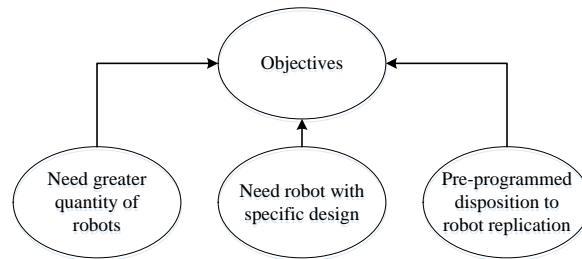 Objectives
Need greater
quantity of
robots
Need robot with
specific design
Pre-programmed
disposition to
robot replication